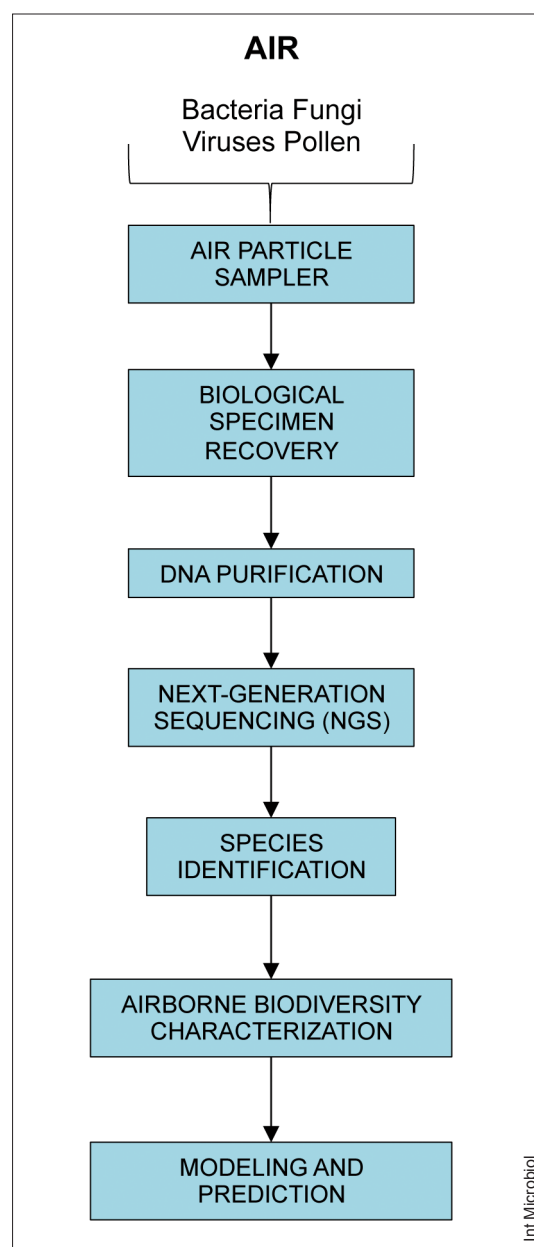 AIR
Bacteria Fungi
Viruses Pollen
AIR PARTICLE
SAMPLER
BIOLOGICAL
SPECIMEN
RECOVERY
DNA PURIFICATION
NEXT-GENERATION
SEQUENCING (NGS)
SPECIES
IDENTIFICATION
AIRBORNE BIODIVERSITY
CHARACTERIZATION
MODELING AND
PREDICTION
Int Microbiol